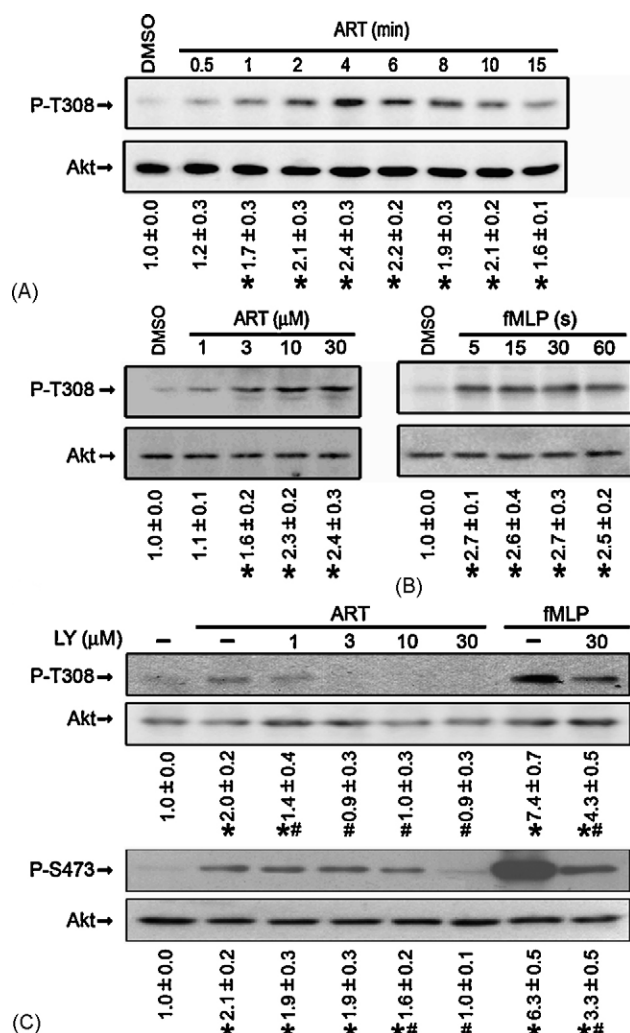 DMSO ART (min)
0.5 1 2 4 6 8 10 15
P-T308→
Akt→
1.0 ± 0.0 1.2 ± 0.3 *1.7 ± 0.3 *2.1 ± 0.3 *2.4 ± 0.3 *2.2 ± 0.2 *1.9 ± 0.3 *2.1 ± 0.2 *1.6 ± 0.1
(A)
DMSO ART (μM) DMSO fMLP (s)
1 3 10 30 5 15 30 60
P-T308→
Akt→
1.0 ± 0.0 1.1 ± 0.1 *1.6 ± 0.2 *2.3 ± 0.2 *2.4 ± 0.3 1.0 ± 0.0 *2.7 ± 0.1 *2.6 ± 0.4 *2.7 ± 0.3 *2.5 ± 0.2
(B)
ART fMLP
LY (μM) – – 1 3 10 30 – 30
P-T308→
Akt→
1.0 ± 0.0 *2.0 ± 0.2 *#1.4 ± 0.4 #0.9 ± 0.3 #1.0 ± 0.3 #0.9 ± 0.3 *7.4 ± 0.7 *#4.3 ± 0.5
P-S473→
Akt→
1.0 ± 0.0 *2.1 ± 0.2 *1.9 ± 0.3 *1.9 ± 0.3 *#1.6 ± 0.2 #1.0 ± 0.1 *6.3 ± 0.5 *#3.3 ± 0.5
(C)